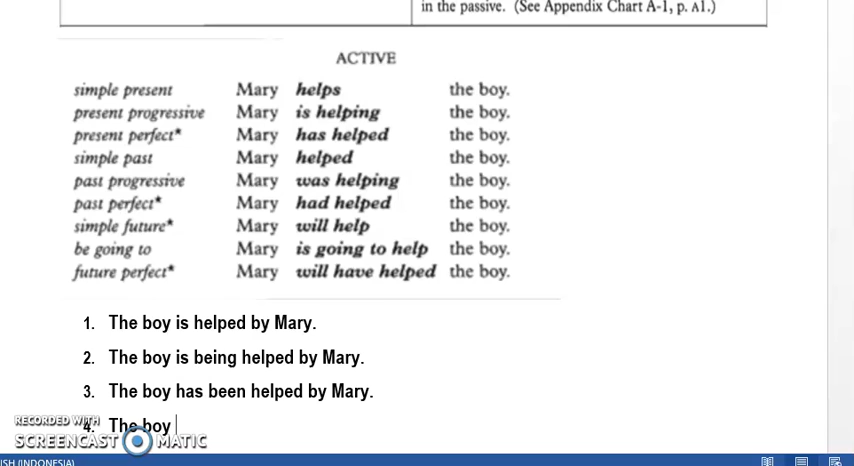 in the passive. (See Appendix Chart A-1, p. A1.)
ACTIVE
simple present Mary helps the boy.
present progressive Mary is helping the boy.
present perfect* Mary has helped the boy.
simple past Mary helped the boy.
past progressive Mary was helping the boy.
past perfect* Mary had helped the boy.
simple future* Mary will help the boy.
be going to Mary is going to help the boy.
future perfect* Mary will have helped the boy.
1. The boy is helped by Mary.
2. The boy is being helped by Mary.
3. The boy has been helped by Mary.
4. The boy
RECORDED WITH
SCREENCAST MATIC
ISH (INDONESIA)